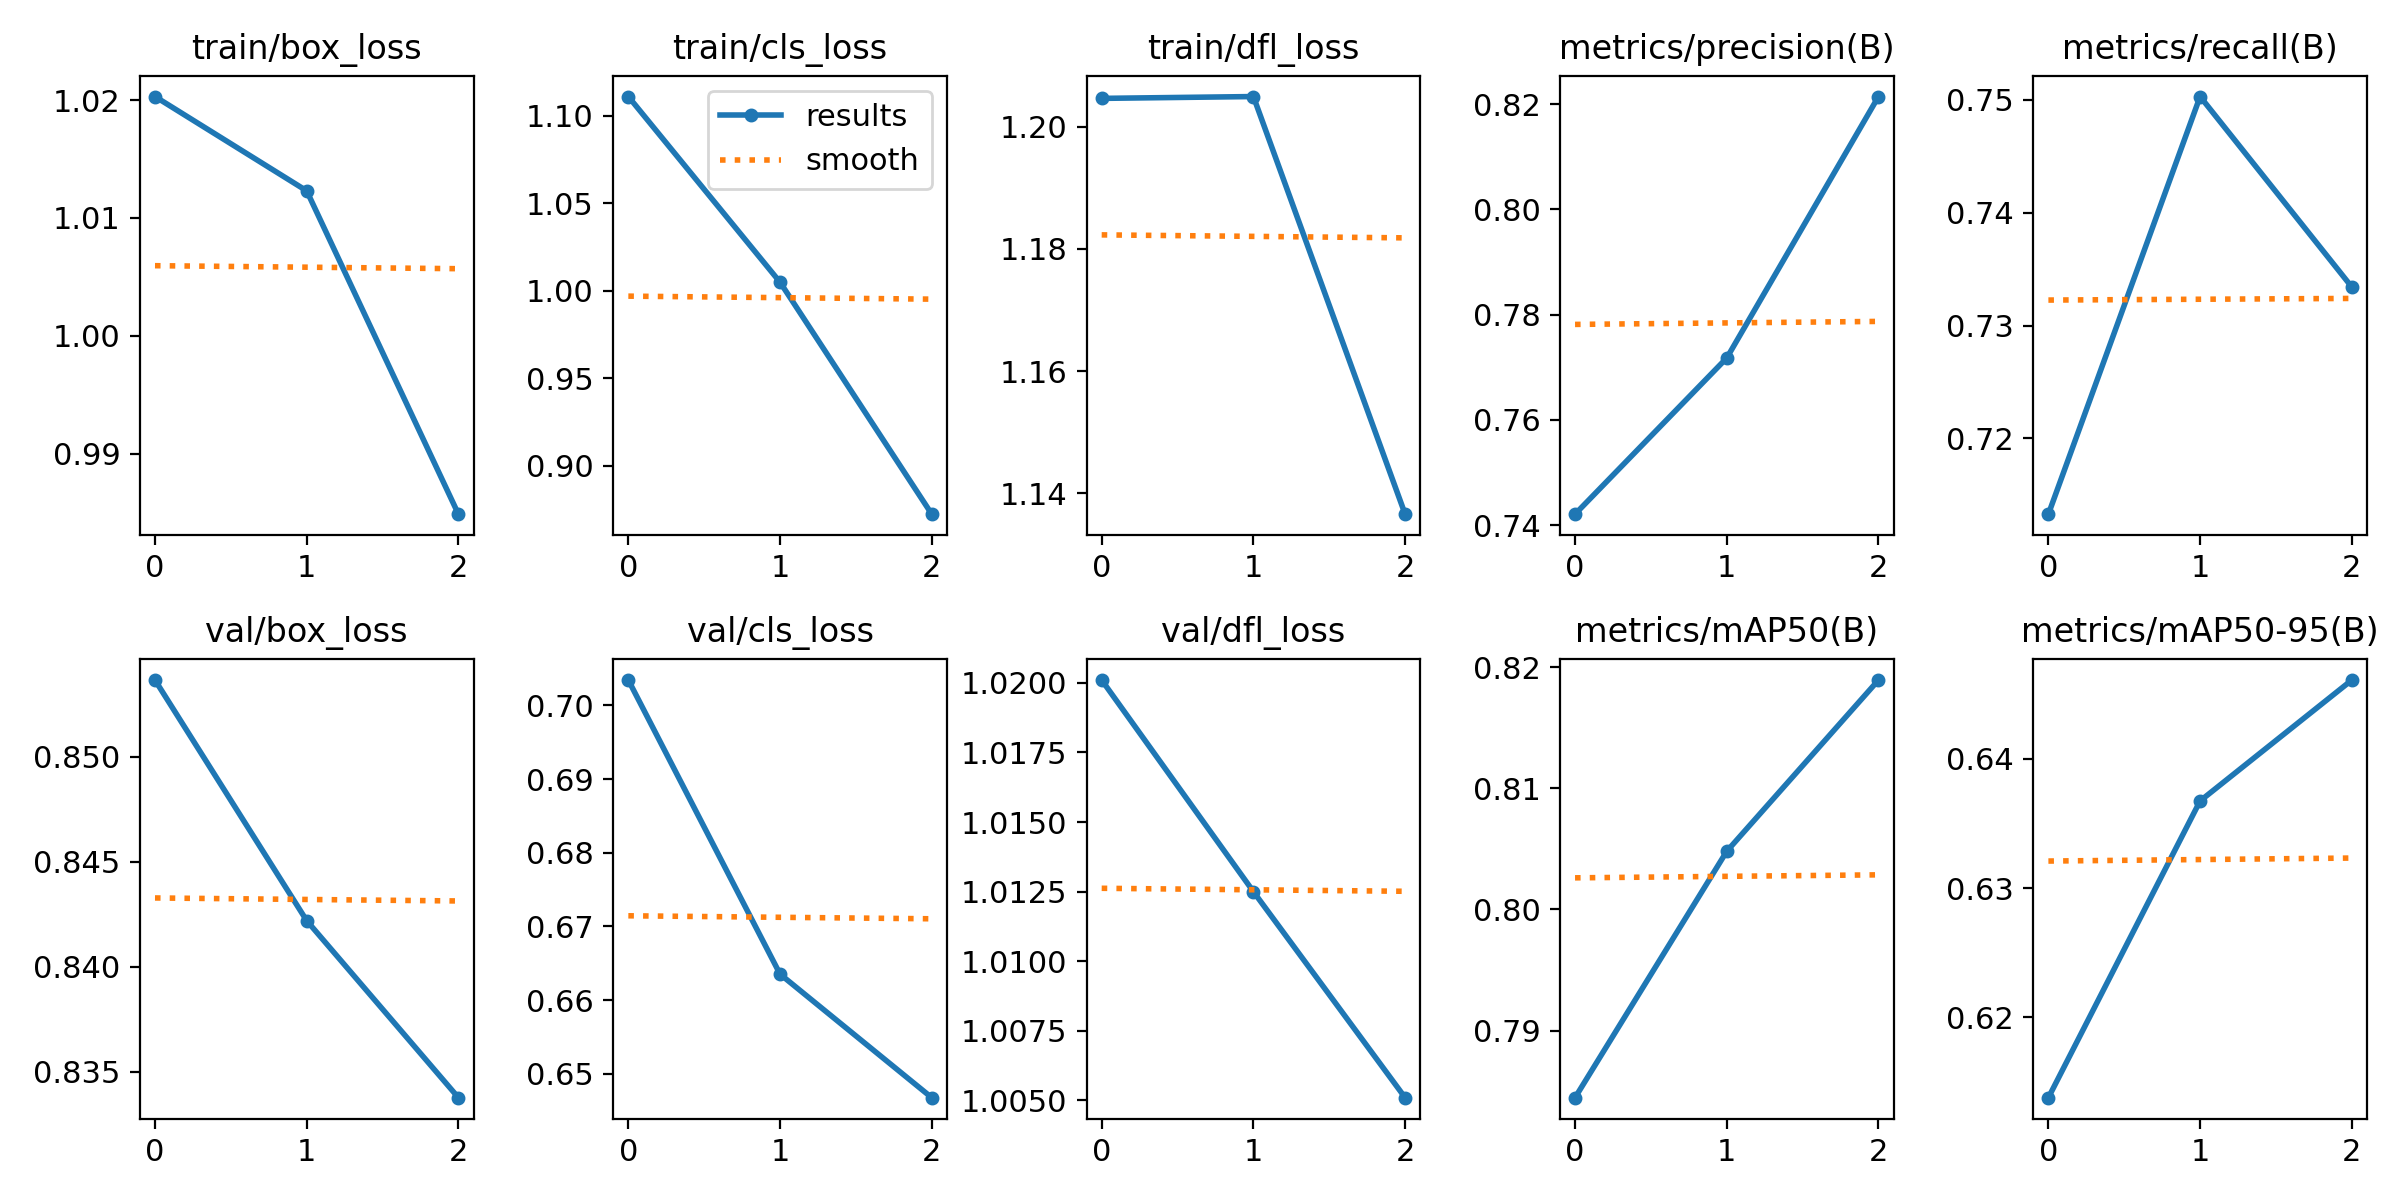 train/box_loss
train/cls_loss
train/dfl_loss
metrics/precision(B)
metrics/recall(B)
1.02
1.01
1.00
0.99
0 1 2
results
smooth
1.10
1.05
1.00
0.95
0.90
0 1 2
1.20
1.18
1.16
1.14
0 1 2
0.82
0.80
0.78
0.76
0.74
0 1 2
0.75
0.74
0.73
0.72
0 1 2
val/box_loss
val/cls_loss
val/dfl_loss
metrics/mAP50(B)
metrics/mAP50-95(B)
0.850
0.845
0.840
0.835
0 1 2
0.70
0.69
0.68
0.67
0.66
0.65
0 1 2
1.0200
1.0175
1.0150
1.0125
1.0100
1.0075
1.0050
0 1 2
0.82
0.81
0.80
0.79
0 1 2
0.64
0.63
0.62
0 1 2